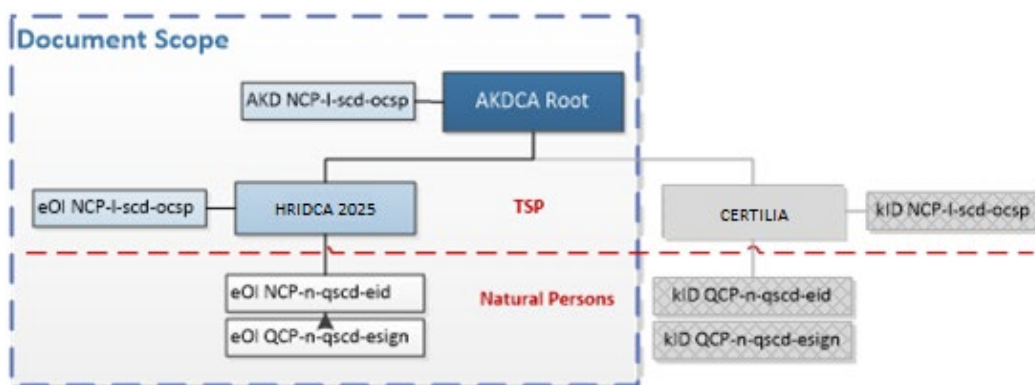 Document Scope
AKD NCP-l-scd-ocsp
AKDCA Root
eOI NCP-l-scd-ocsp
HRIDCA 2025
TSP
CERTILIA
kID NCP-l-scd-ocsp
eOI NCP-n-qscd-eid
Natural Persons
kID QCP-n-qscd-eid
eOI QCP-n-qscd-esign
kID QCP-n-qscd-esign